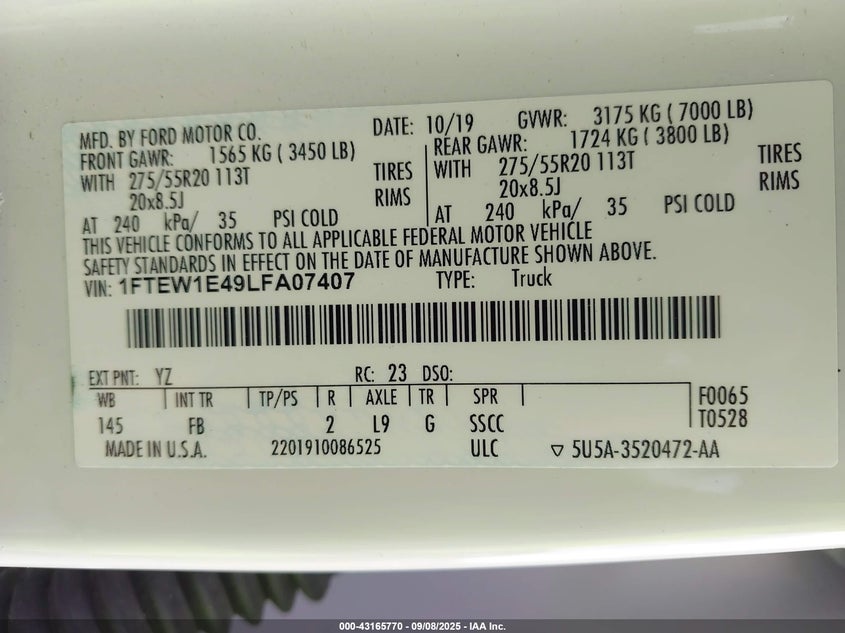 MFD. BY FORD MOTOR CO. DATE: 10/19 GVWR: 3175 KG ( 7000 LB)
FRONT GAWR: 1565 KG ( 3450 LB) REAR GAWR: 1724 KG ( 3800 LB)
WITH 275/55R20 113T TIRES WITH 275/55R20 113T TIRES
20x8.5J RIMS 20x8.5J RIMS
AT 240 kPa/ 35 PSI COLD AT 240 kPa/ 35 PSI COLD
THIS VEHICLE CONFORMS TO ALL APPLICABLE FEDERAL MOTOR VEHICLE
SAFETY STANDARDS IN EFFECT ON THE DATE OF MANUFACTURE SHOWN ABOVE.
VIN: 1FTEW1E49LFA07407 TYPE: Truck
EXT PNT: YZ RC: 23 DSO:
WB INT TR TP/PS R AXLE TR SPR F0065
145 FB 2 L9 G SSCC T0528
MADE IN U.S.A. 2201910086525 ULC ▽ 5U5A-3520472-AA
000-43165770 - 09/08/2025 - IAA Inc.